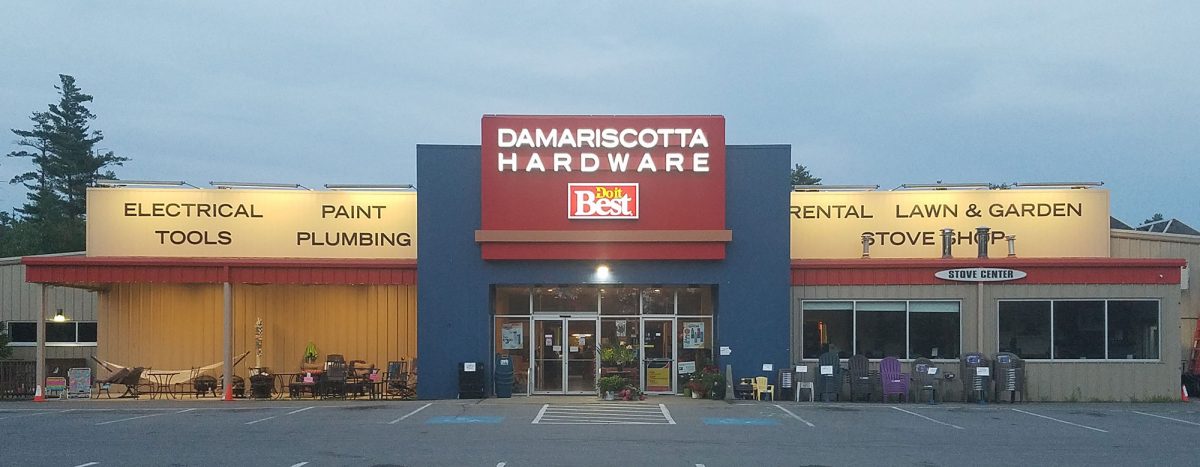 DAMARISCOTTA
HARDWARE
Do it
Best.
ELECTRICAL PAINT
TOOLS PLUMBING
RENTAL LAWN & GARDEN
STOVE SHOP
STOVE CENTER